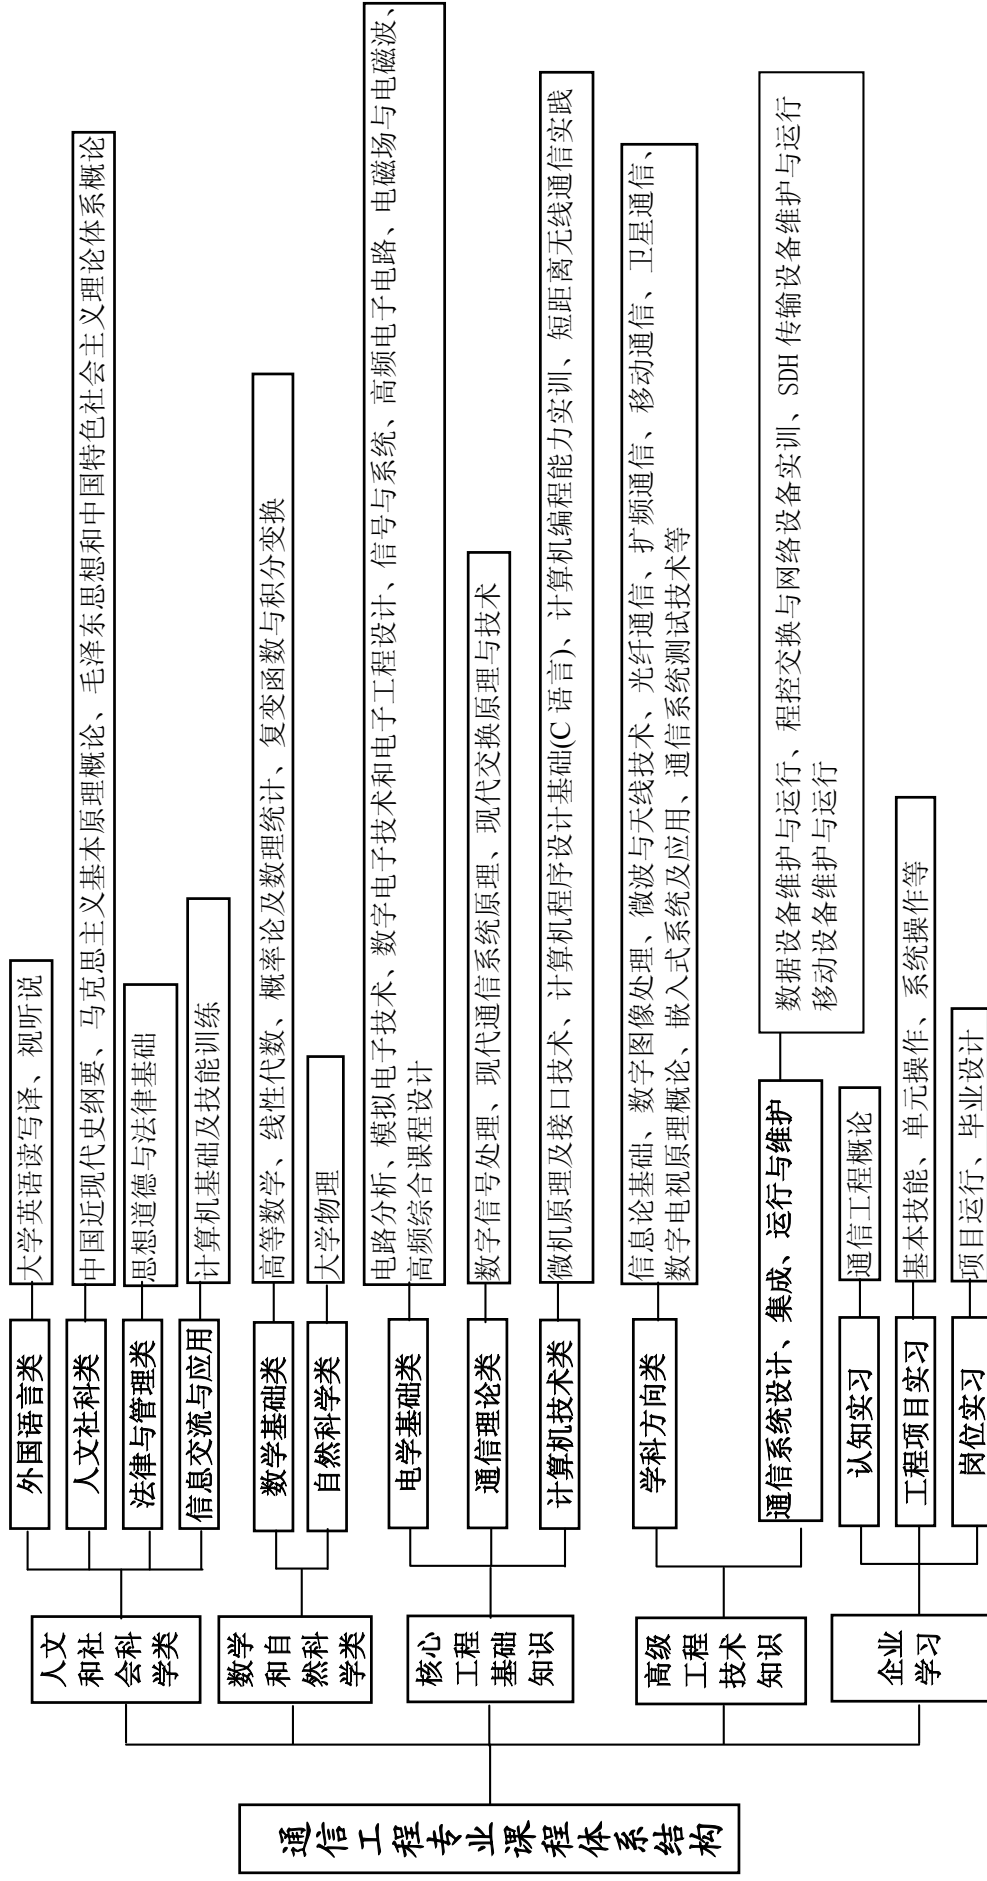 通信工程专业课程体系结构
人文
和社
会科
学类
外国语言类
大学英语读写译、视听说
人文社科类
中国近现代史纲要、马克思主义基本原理概论、毛泽东思想和中国特色社会主义理论体系概论
法律与管理类
思想道德与法律基础
信息交流与应用
计算机基础及技能训练
数学
和自
然科
学类
数学基础类
高等数学、线性代数、概率论及数理统计、复变函数与积分变换
自然科学类
大学物理
核心
工程
基础
知识
电学基础类
电路分析、模拟电子技术、数字电子技术和电子工程设计、信号与系统、高频电子电路、电磁场与电磁波、
高频综合课程设计
通信理论类
数字信号处理、现代通信系统原理、现代交换原理与技术
计算机技术类
微机原理及接口技术、计算机程序设计基础(C 语言)、计算机编程能力实训、短距离无线通信实践
高级
工程
技术
知识
学科方向类
信息论基础、数字图像处理、微波与天线技术、光纤通信、扩频通信、移动通信、卫星通信、
数字电视原理概论、嵌入式系统及应用、通信系统测试技术等
通信系统设计、集成、运行与维护
数据设备维护与运行、程控交换与网络设备实训、SDH 传输设备维护与运行
移动设备维护与运行
企业
学习
认知实习
通信工程概论
工程项目实习
基本技能、单元操作、系统操作等
岗位实习
项目运行、毕业设计